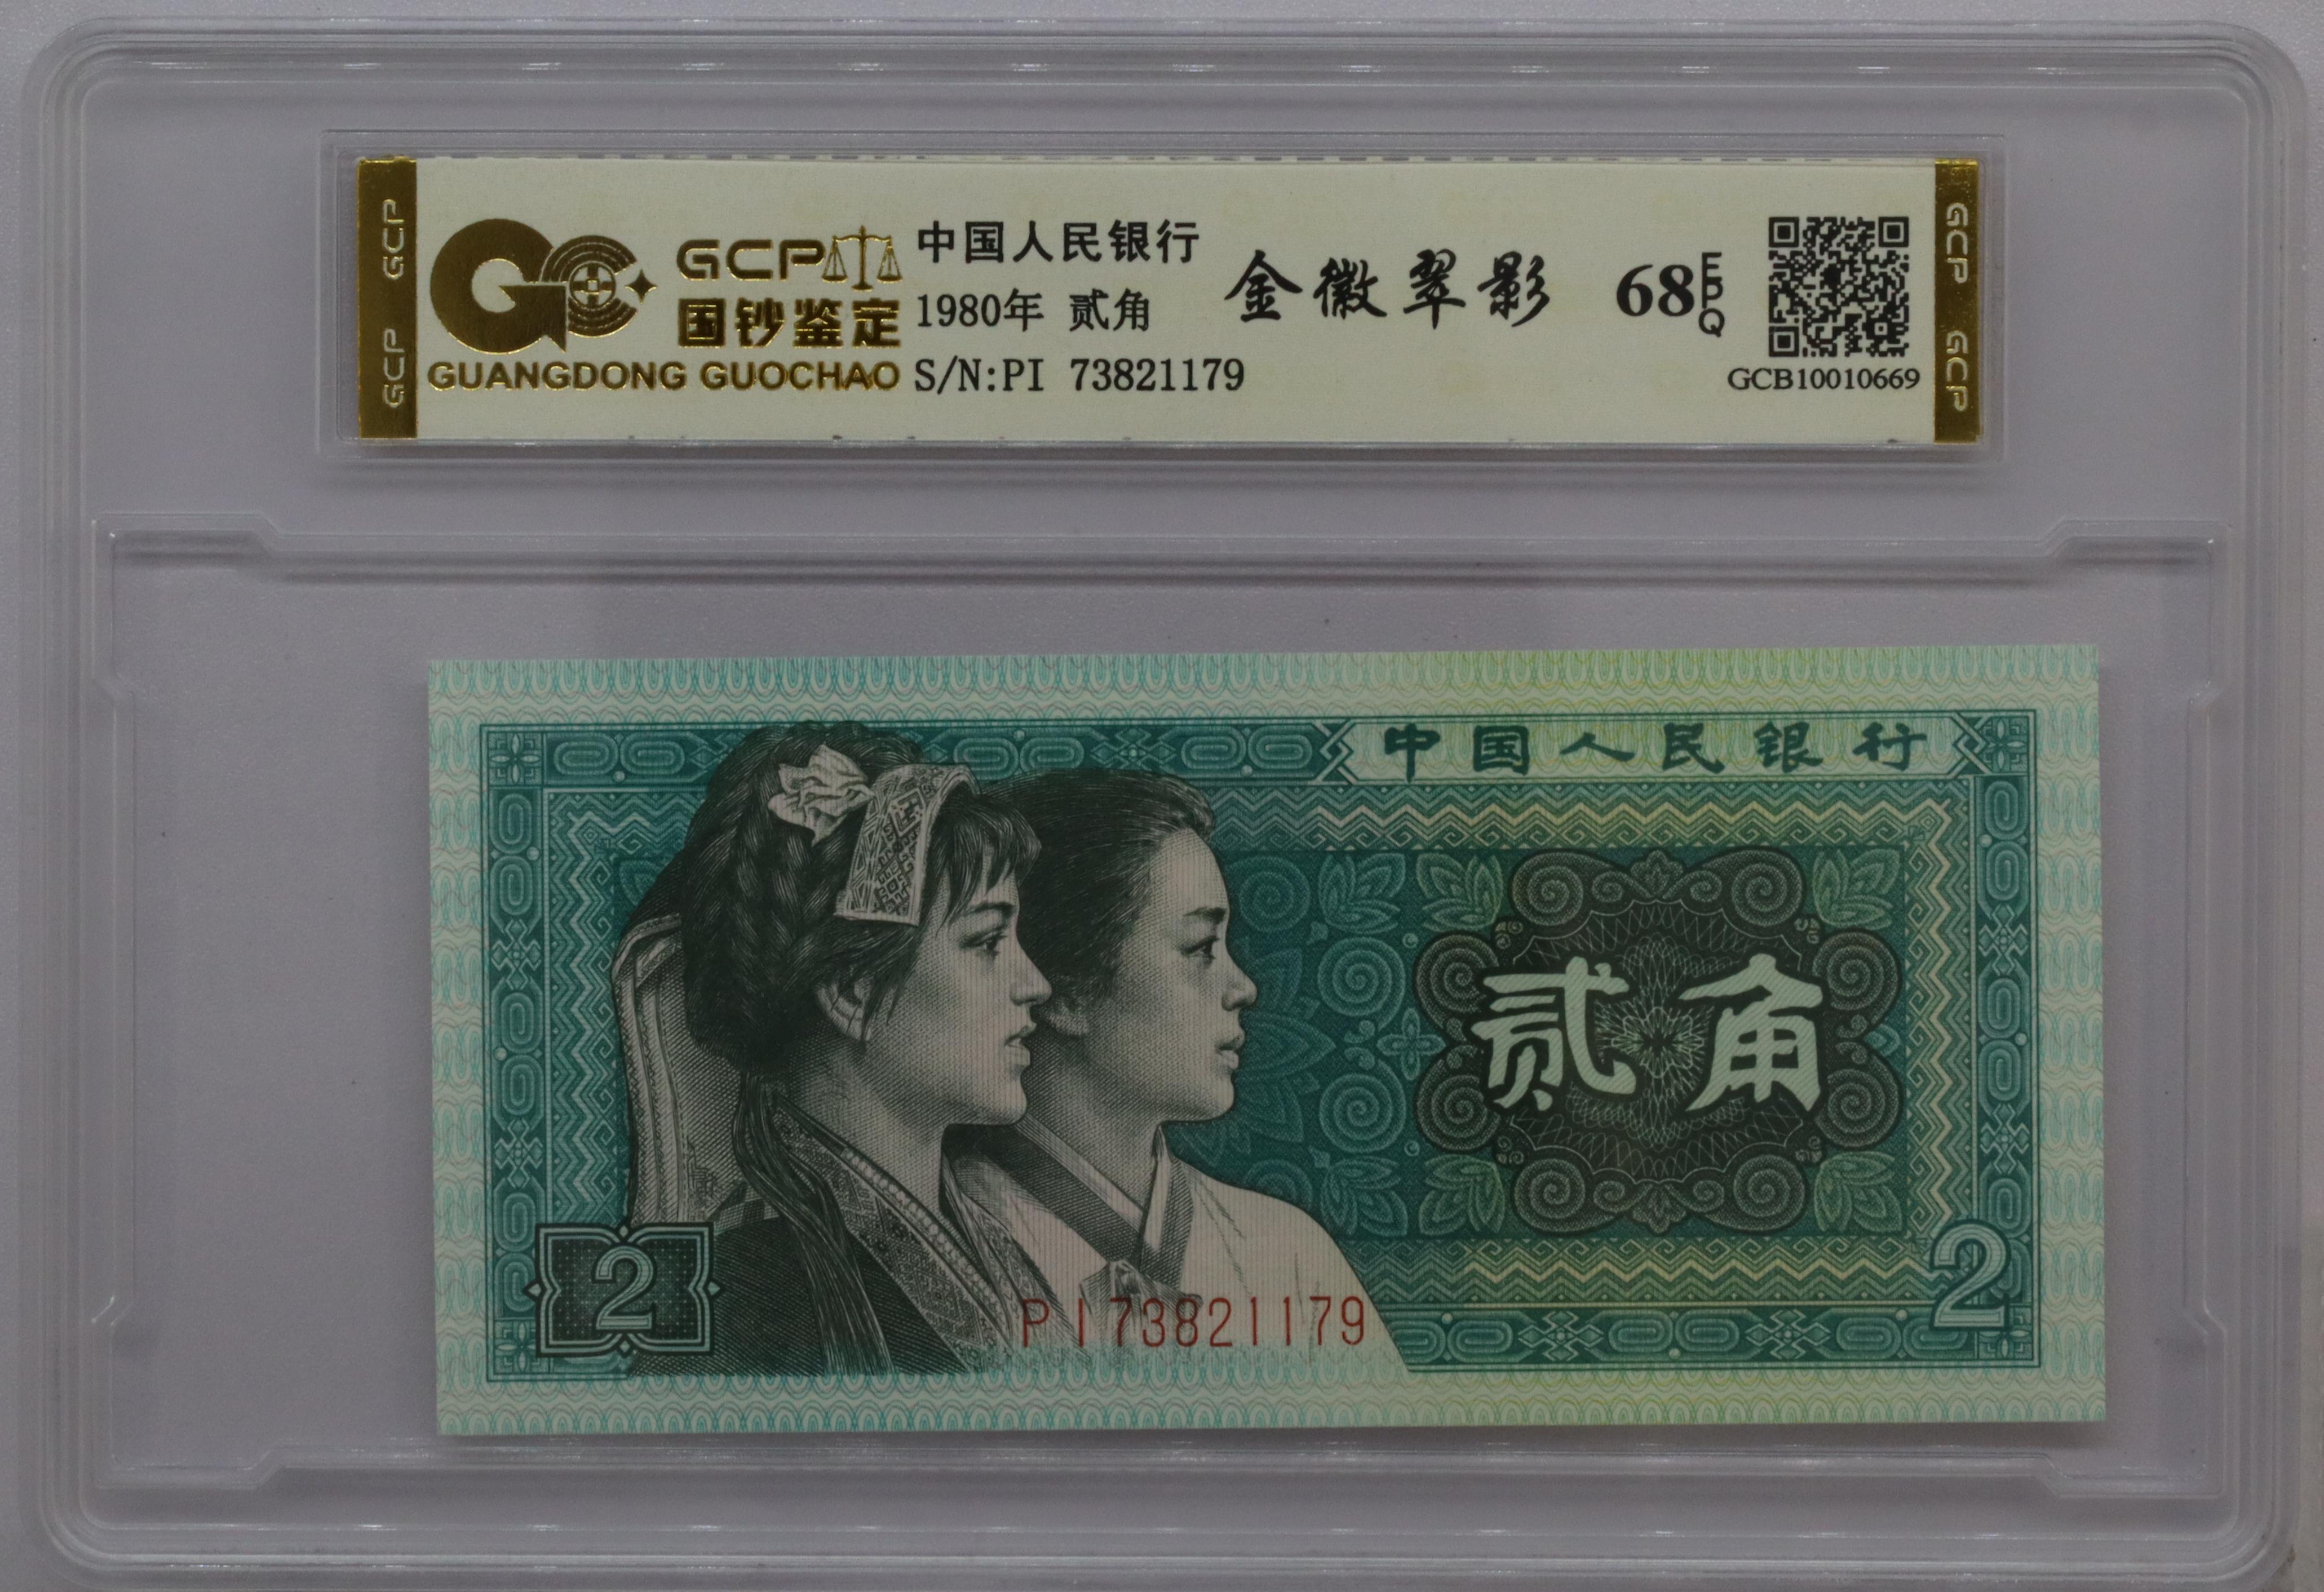 GCP GCP
GCP
国钞鉴定
GUANGDONG GUOCHAO
中国人民银行
1980年 贰角
S/N:PI 73821179
金徽翠影
68 EPQ
GCB10010669
GCP GCP
中国人民银行
贰角
2
2
PI73821179